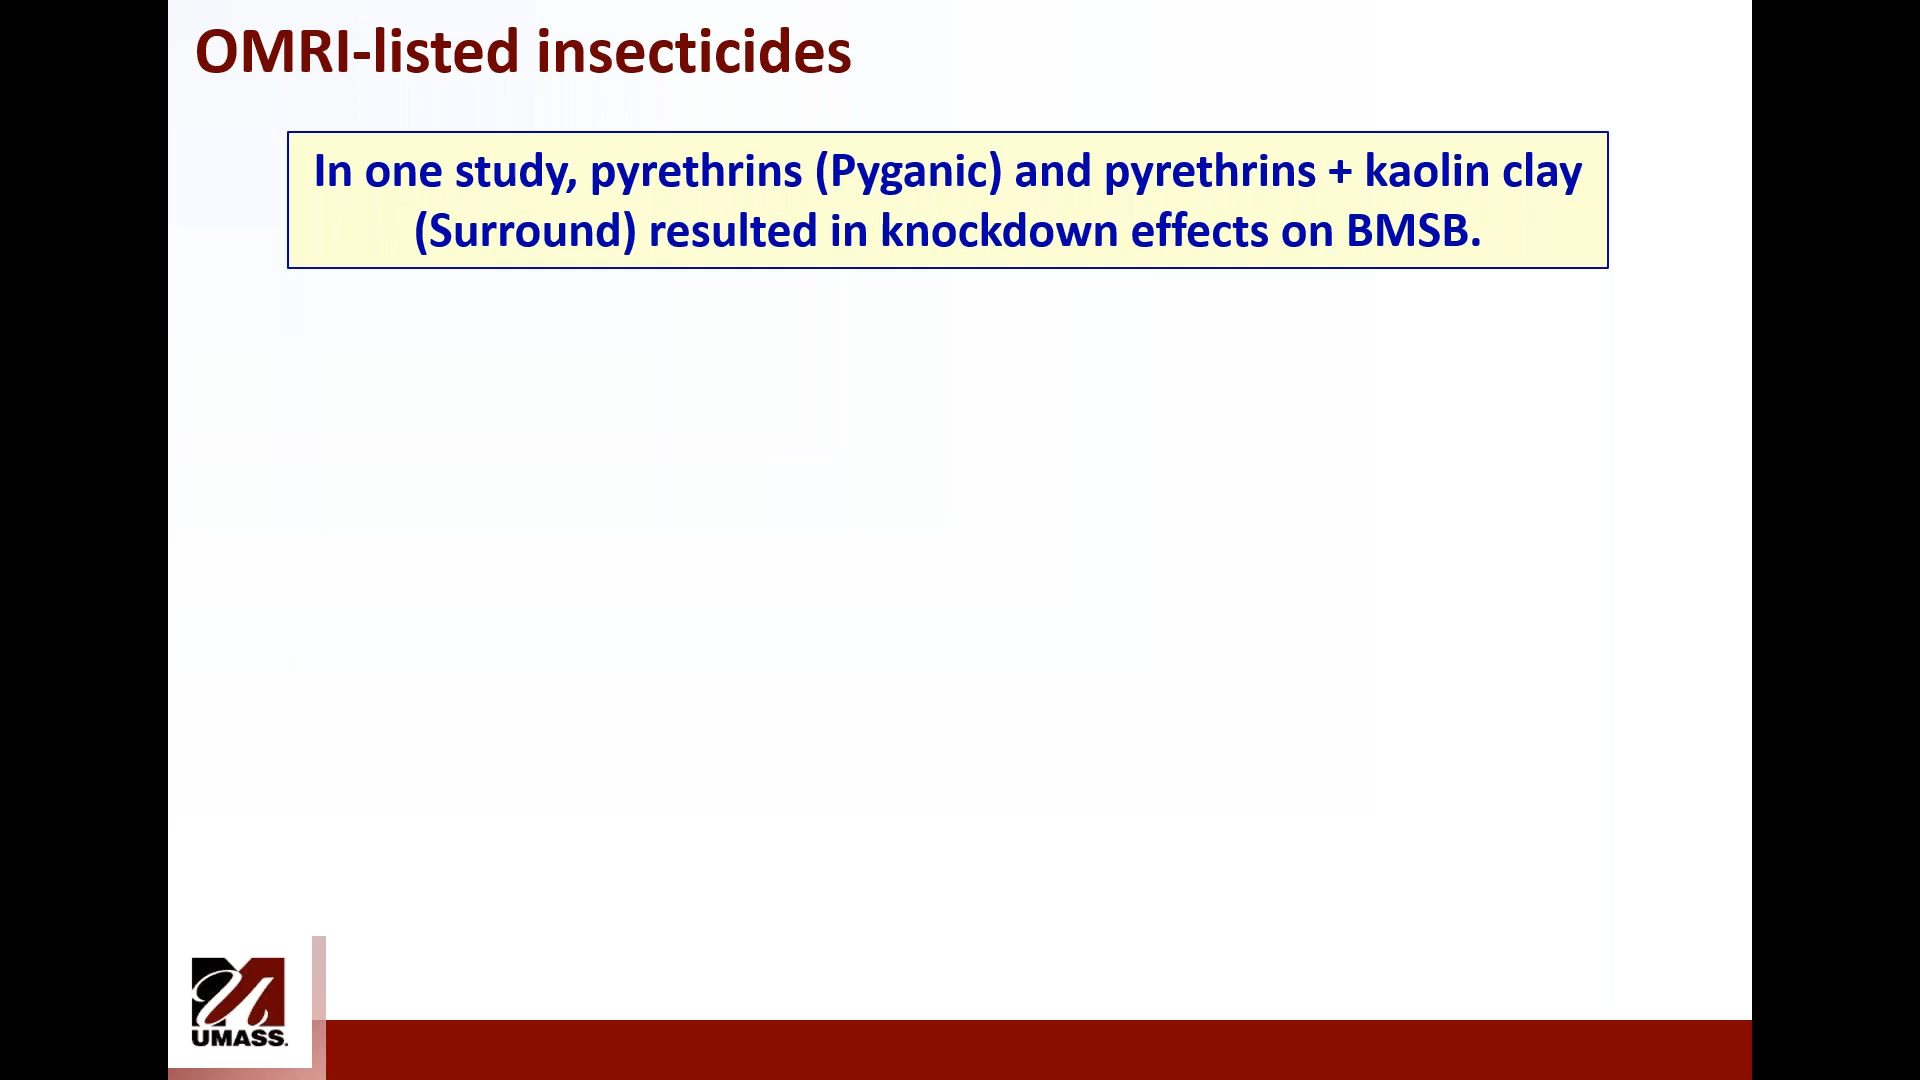 OMRI-listed insecticides
In one study, pyrethrins (Pyganic) and pyrethrins + kaolin clay
(Surround) resulted in knockdown effects on BMSB.
UMASS.